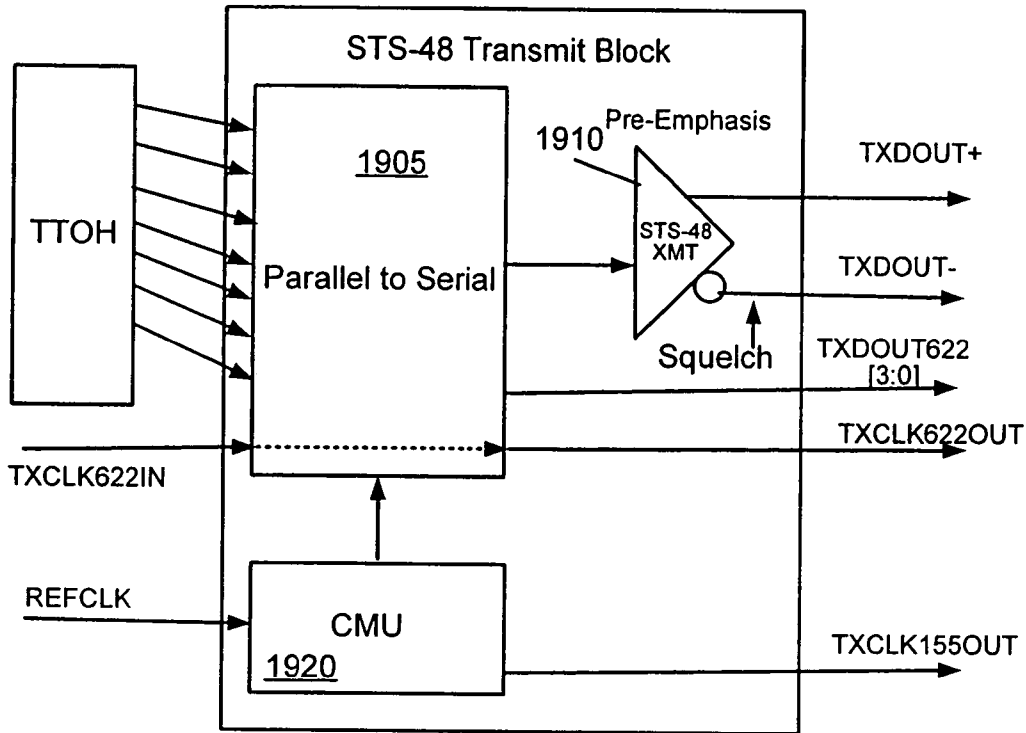 STS-48 Transmit Block
TTOH
1905
Parallel to Serial
Pre-Emphasis
1910
STS-48
XMT
Squelch
TXDOUT+
TXDOUT-
TXDOUT622
[3:0]
TXCLK622OUT
TXCLK622IN
REFCLK
CMU
1920
TXCLK155OUT